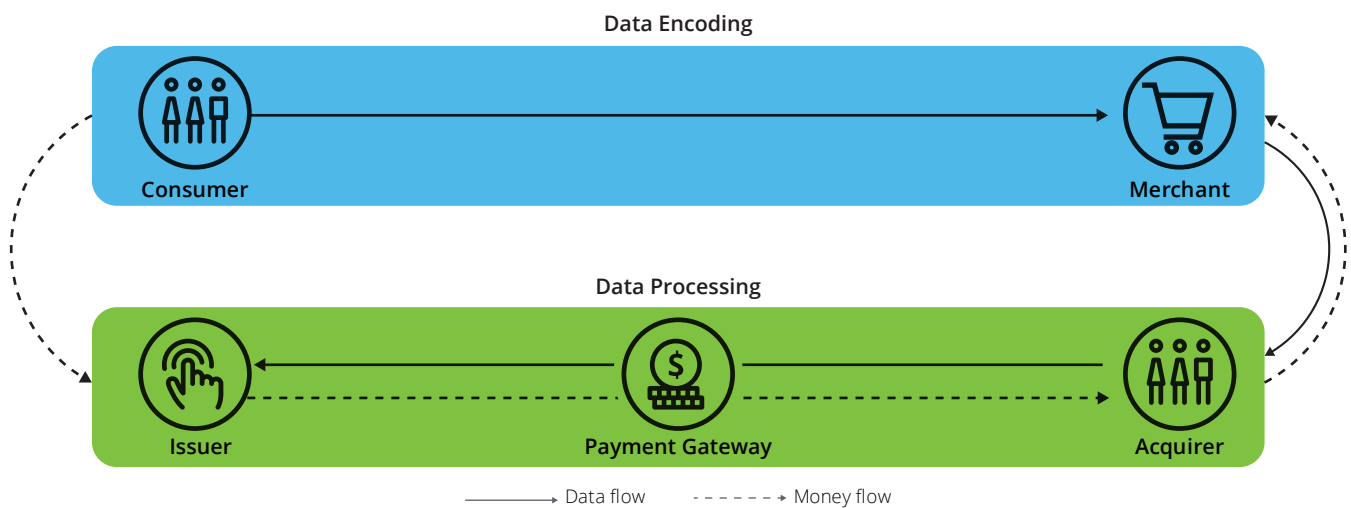 Data Encoding
Consumer
Merchant
Data Processing
$
Issuer
Payment Gateway
Acquirer
Data flow
Money flow